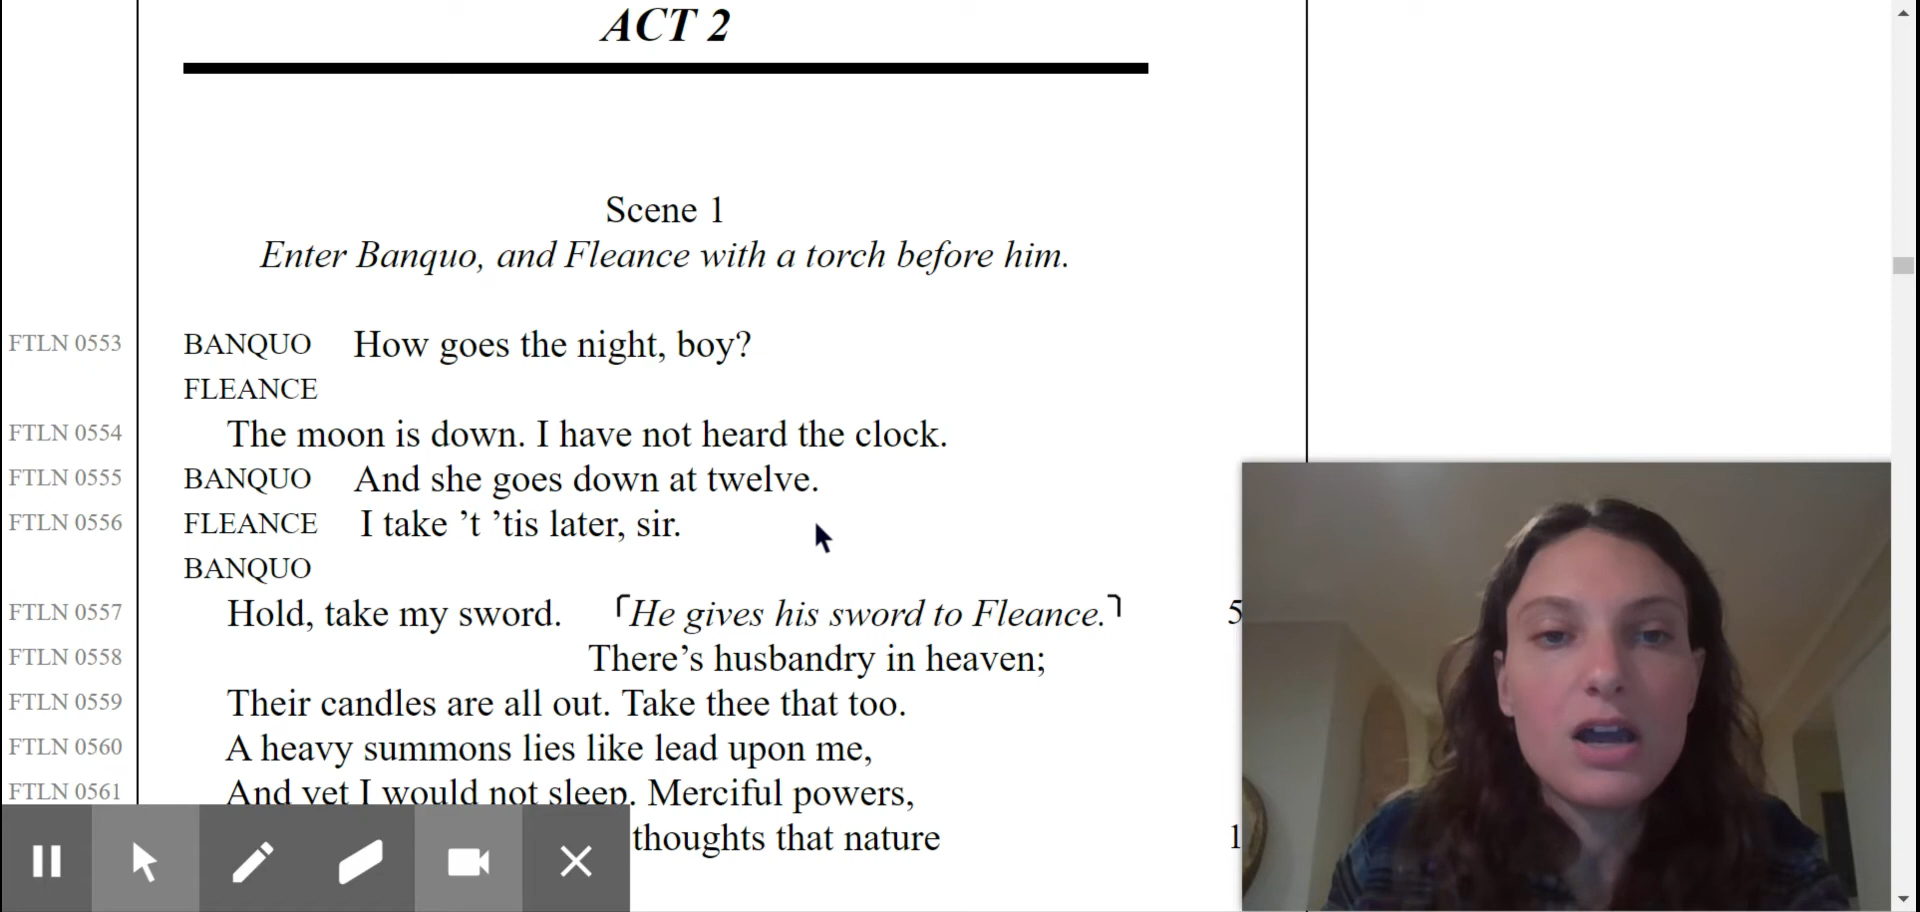 ACT 2
Scene 1
Enter Banquo, and Fleance with a torch before him.
FTLN 0553 BANQUO How goes the night, boy?
FLEANCE
FTLN 0554 The moon is down. I have not heard the clock.
FTLN 0555 BANQUO And she goes down at twelve.
FTLN 0556 FLEANCE I take ’t ’tis later, sir.
BANQUO
FTLN 0557 Hold, take my sword. ⌜He gives his sword to Fleance.⌝ 5
FTLN 0558 There’s husbandry in heaven;
FTLN 0559 Their candles are all out. Take thee that too.
FTLN 0560 A heavy summons lies like lead upon me,
FTLN 0561 And yet I would not sleep. Merciful powers,
thoughts that nature 1